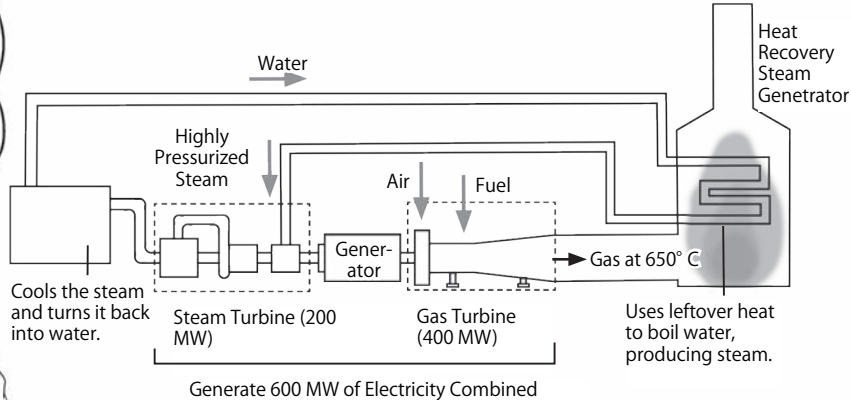 Heat
Recovery
Steam
Genetrator
Water
Highly
Pressurized
Steam
Air
Fuel
Gener-
ator
Gas at 650° C
Cools the steam
and turns it back
into water.
Steam Turbine (200
MW)
Gas Turbine
(400 MW)
Uses leftover heat
to boil water,
producing steam.
Generate 600 MW of Electricity Combined